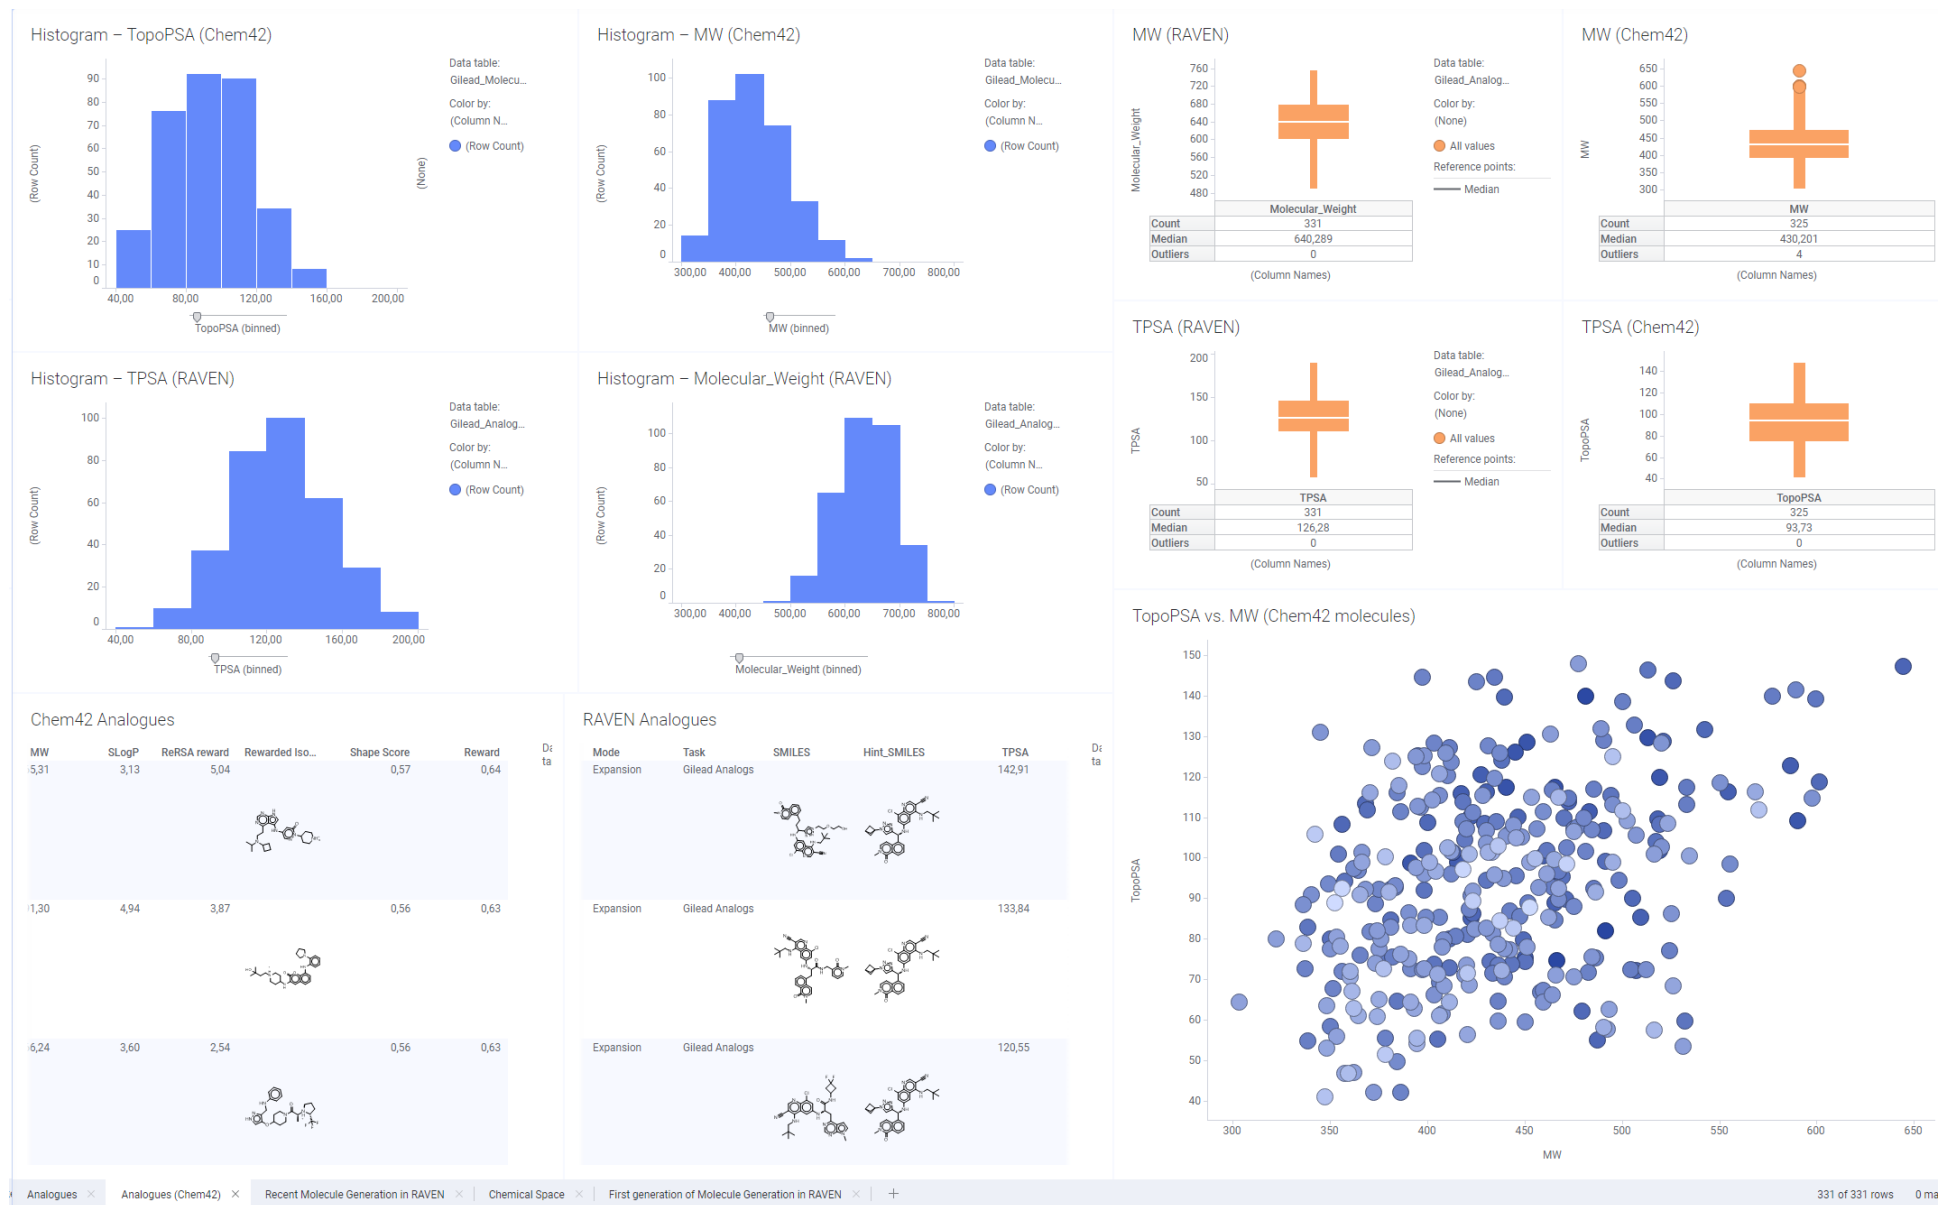 Histogram – TopoPSA (Chem42)
(Row Count)
90
80
70
60
50
40
30
20
10
0
40,00 80,00 120,00 160,00 200,00
TopoPSA (binned)
(None)
Data table:
Gilead_Molecu...
Color by:
(Column N...
(Row Count)
Histogram – MW (Chem42)
(Row Count)
100
80
60
40
20
0
300,00 400,00 500,00 600,00 700,00 800,00
MW (binned)
Data table:
Gilead_Molecu...
Color by:
(Column N...
(Row Count)
MW (RAVEN)
Molecular_Weight
760
720
680
640
600
560
520
480
Molecular_Weight
Count 331
Median 640,289
Outliers 0
(Column Names)
Data table:
Gilead_Analog...
Color by:
(None)
All values
Reference points:
Median
MW (Chem42)
MW
650
600
550
500
450
400
350
300
MW
Count 325
Median 430,201
Outliers 4
(Column Names)
Histogram – TPSA (RAVEN)
(Row Count)
100
80
60
40
20
0
40,00 80,00 120,00 160,00 200,00
TPSA (binned)
Data table:
Gilead_Analog...
Color by:
(Column N...
(Row Count)
Histogram – Molecular_Weight (RAVEN)
(Row Count)
100
80
60
40
20
0
300,00 400,00 500,00 600,00 700,00 800,00
Molecular_Weight (binned)
Data table:
Gilead_Analog...
Color by:
(Column N...
(Row Count)
TPSA (RAVEN)
TPSA
200
150
100
50
TPSA
Count 331
Median 126,28
Outliers 0
(Column Names)
Data table:
Gilead_Analog...
Color by:
(None)
All values
Reference points:
Median
TPSA (Chem42)
TopoPSA
140
120
100
80
60
40
TopoPSA
Count 325
Median 93,73
Outliers 0
(Column Names)
Chem42 Analogues
MW SLogP ReRSA reward Rewarded Iso... Shape Score Reward
5,31 3,13 5,04 0,57 0,64
1,30 4,94 3,87 0,56 0,63
6,24 3,60 2,54 0,56 0,63
Da
ta
RAVEN Analogues
Mode Task SMILES Hint_SMILES TPSA
Expansion Gilead Analogs 142,91
Expansion Gilead Analogs 133,84
Expansion Gilead Analogs 120,55
Da
ta
TopoPSA vs. MW (Chem42 molecules)
TopoPSA
150
140
130
120
110
100
90
80
70
60
50
40
300 350 400 450 500 550 600 650
MW
Analogues × Analogues (Chem42) × Recent Molecule Generation in RAVEN × Chemical Space × First generation of Molecule Generation in RAVEN × +
331 of 331 rows 0 ma